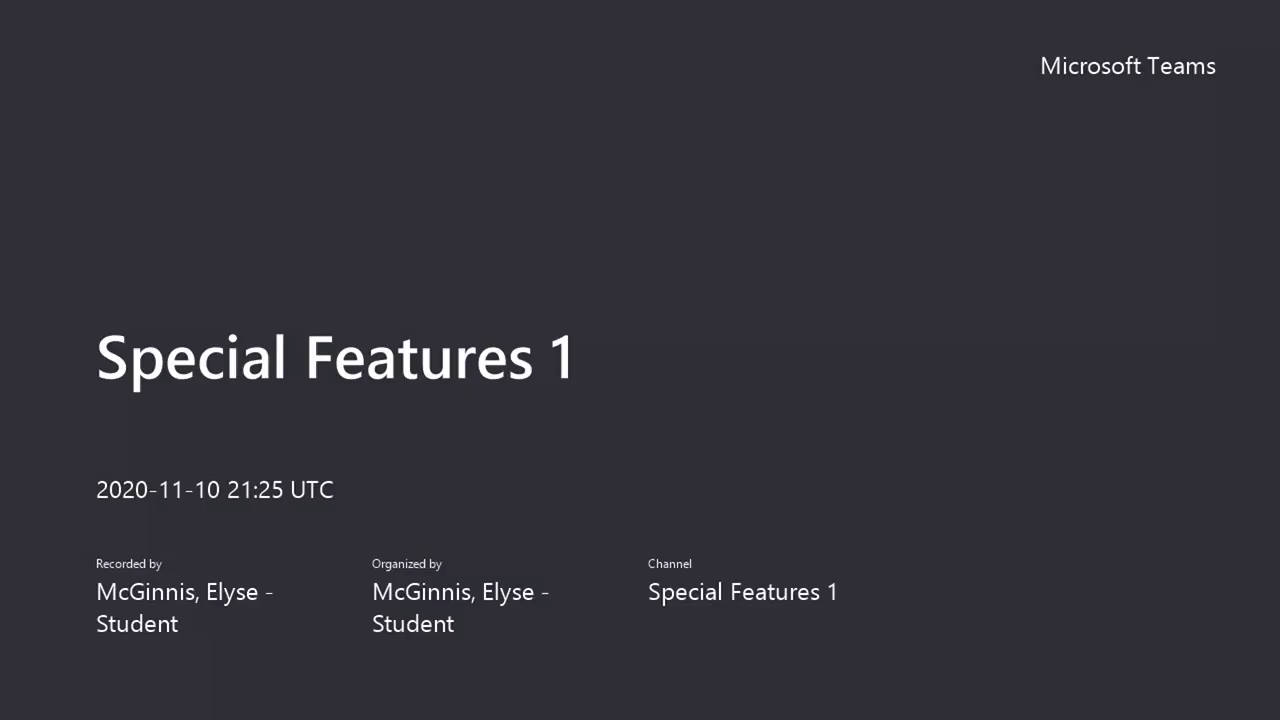 Microsoft Teams
Special Features 1
2020-11-10 21:25 UTC
Recorded by
McGinnis, Elyse -
Student
Organized by
McGinnis, Elyse -
Student
Channel
Special Features 1